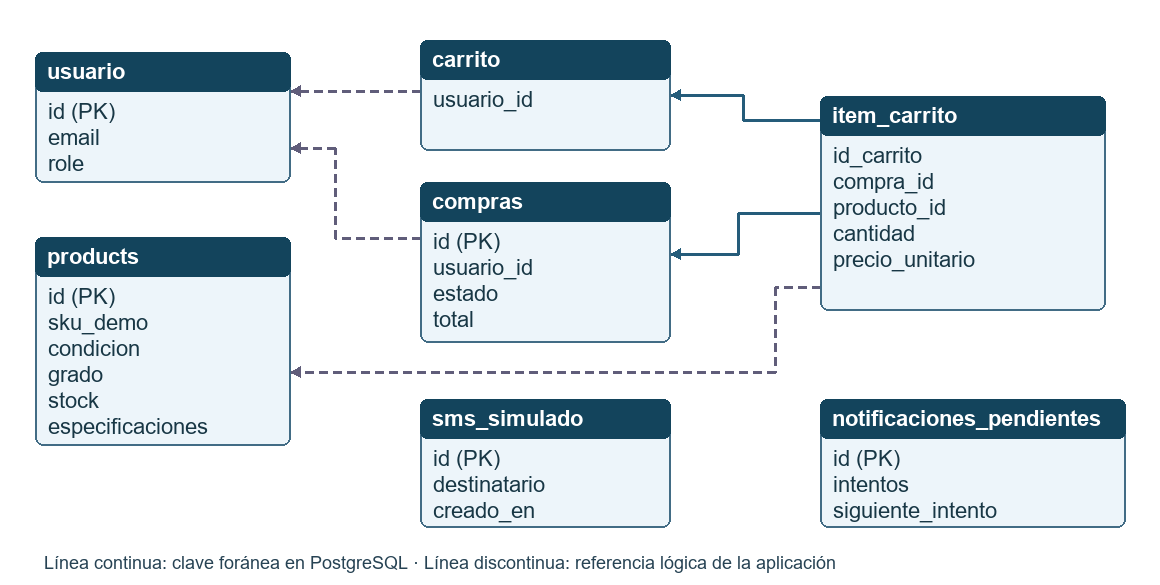 usuario
id (PK)
email
role
carrito
usuario_id
item_carrito
id_carrito
compra_id
producto_id
cantidad
precio_unitario
compras
id (PK)
usuario_id
estado
total
products
id (PK)
sku_demo
condicion
grado
stock
especificaciones
sms_simulado
id (PK)
destinatario
creado_en
notificaciones_pendientes
id (PK)
intentos
siguiente_intento
Línea continua: clave foránea en PostgreSQL · Línea discontinua: referencia lógica de la aplicación